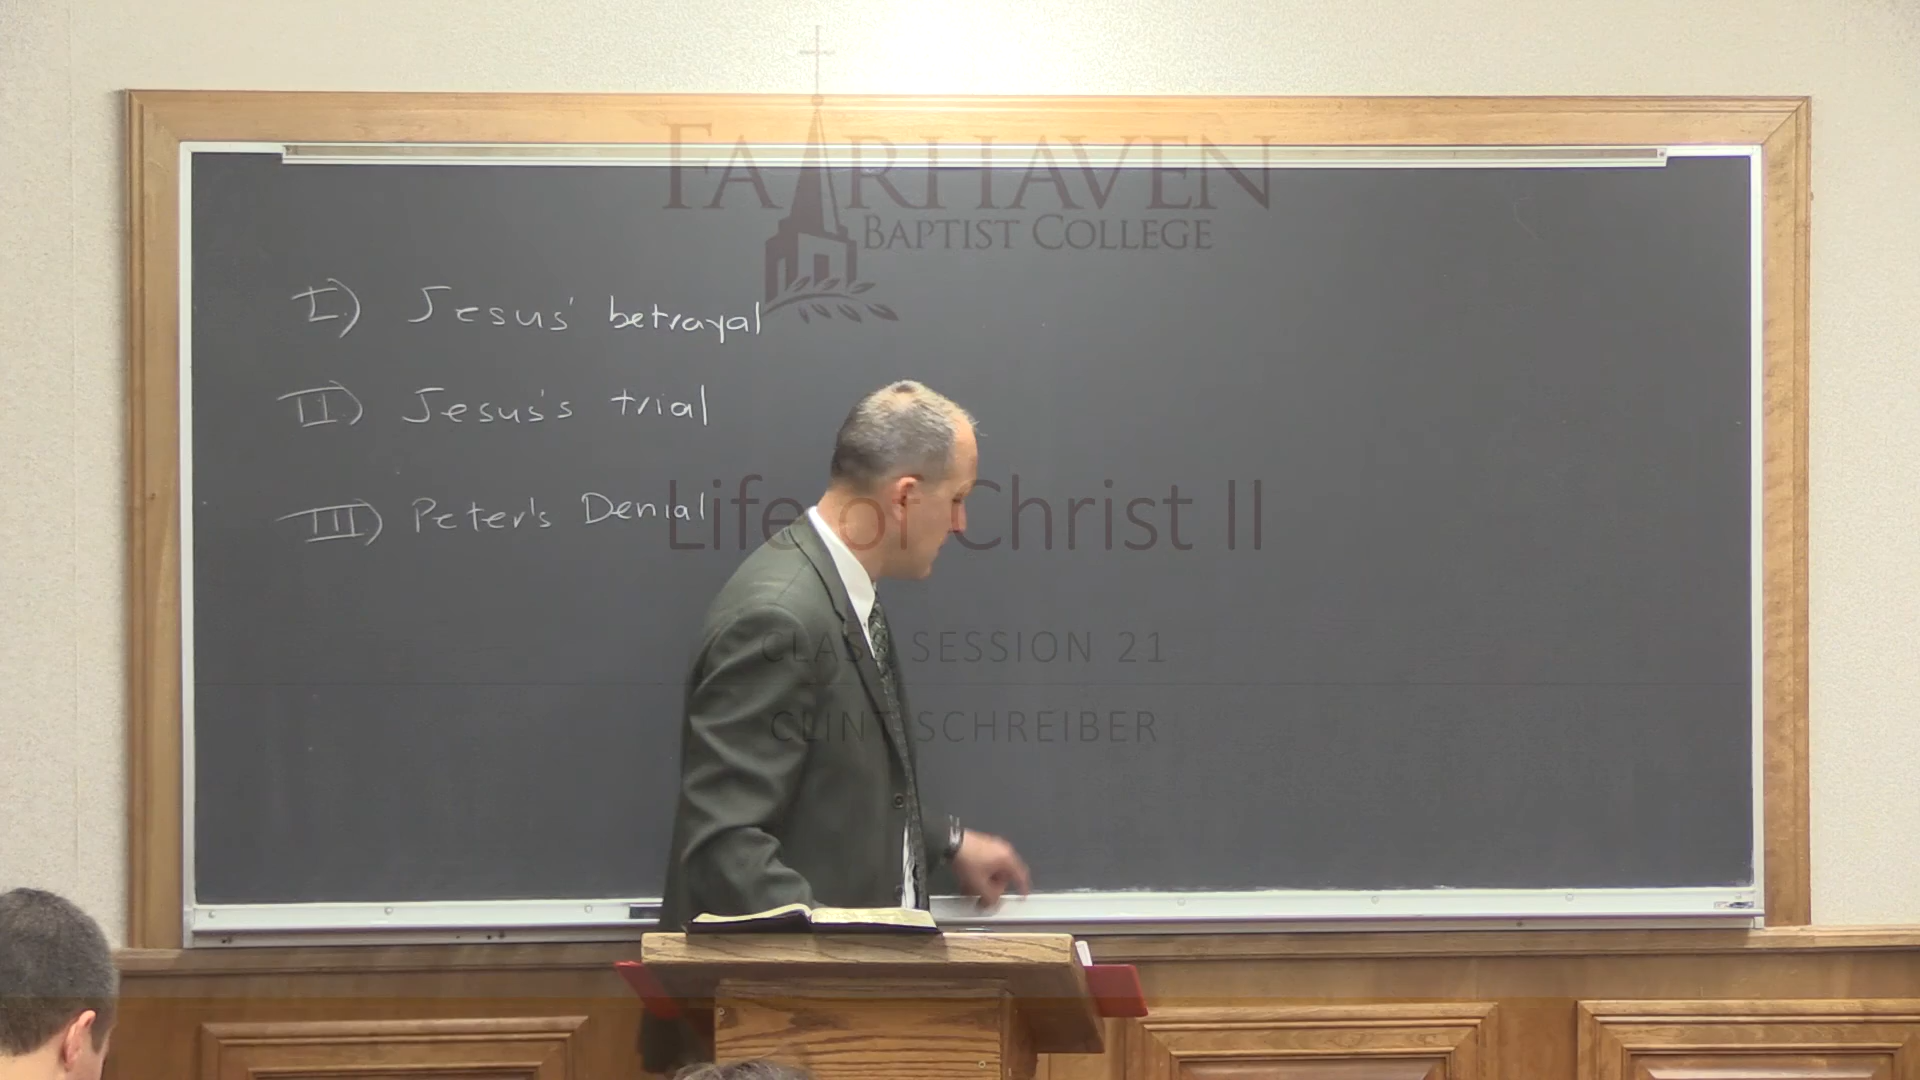 FAIRHAVEN
BAPTIST COLLEGE
I.) Jesus' betrayal
II.) Jesus's trial
III.) Peter's Denial
Life of Christ II
CLASS SESSION 21
CLINT SCHREIBER